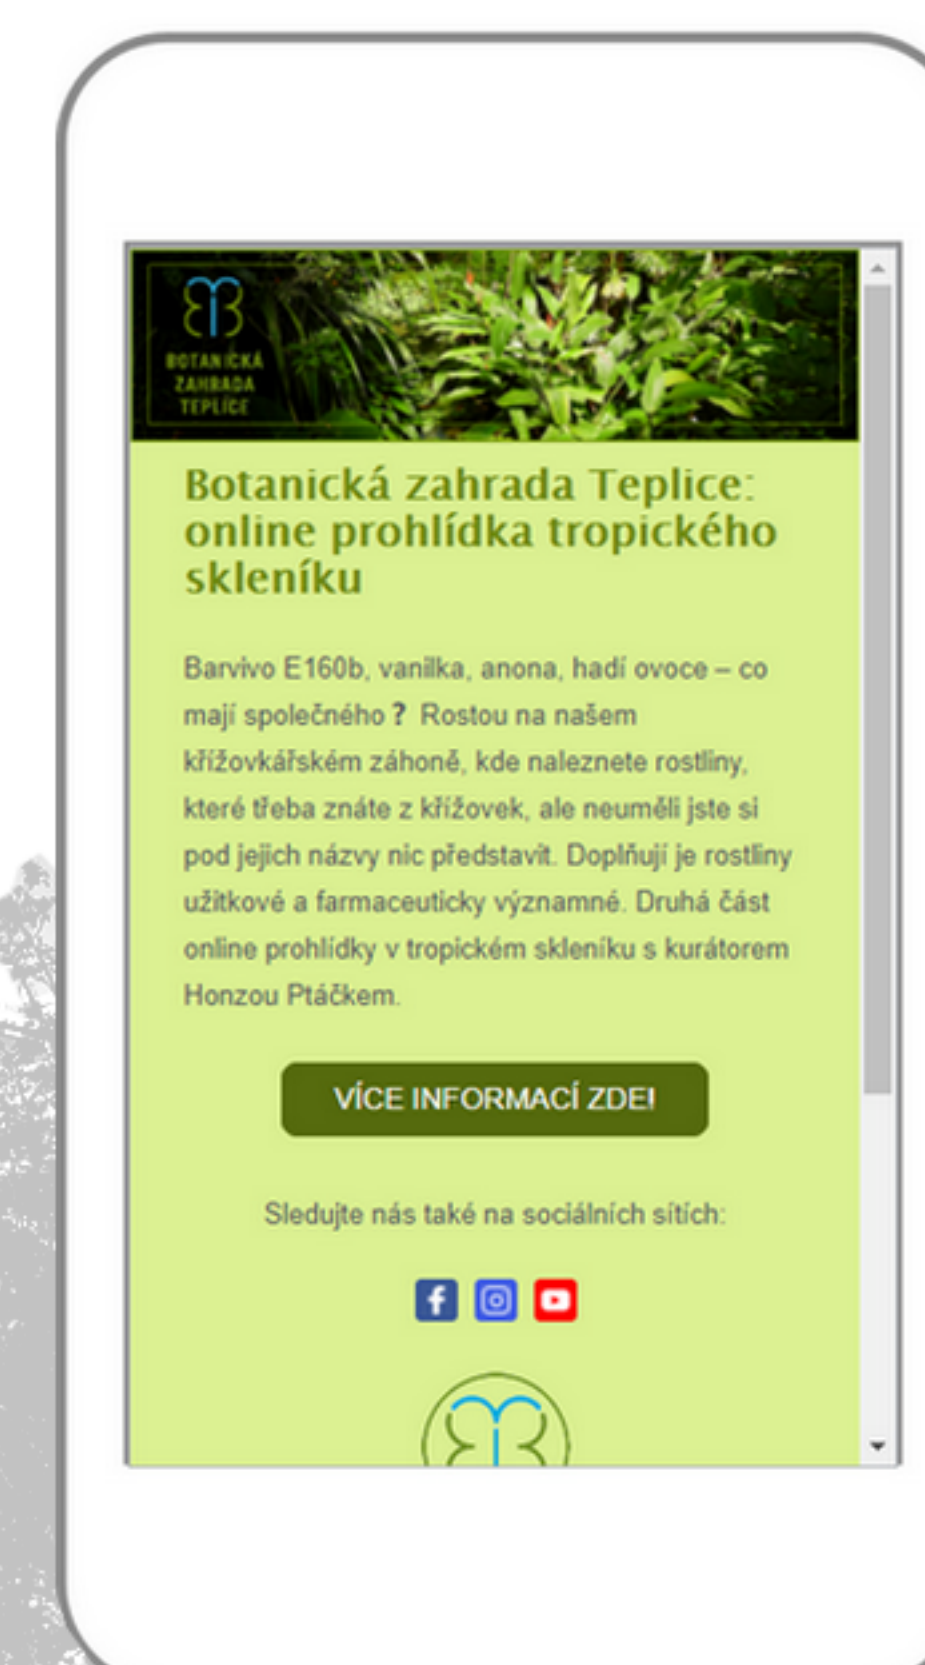 BOTANICKÁ
ZAHRADA
TEPLICE
Botanická zahrada Teplice:
online prohlídka tropického
skleníku
Barvivo E160b, vanilka, anona, hadí ovoce – co
mají společného ? Rostou na našem
křížovkářském záhoně, kde naleznete rostliny,
které třeba znáte z křížovek, ale neuměli jste si
pod jejich názvy nic představit. Doplňují je rostliny
užitkové a farmaceuticky významné. Druhá část
online prohlídky v tropickém skleníku s kurátorem
Honzou Ptáčkem.
VÍCE INFORMACÍ ZDE!
Sledujte nás také na sociálních sítích: